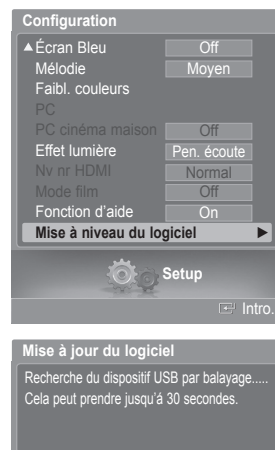 Configuration
▲Écran Bleu Off
Mélodie Moyen
Faibl. couleurs
PC
PC cinéma maison Off
Effet lumière Pen. écoute
Nv nr HDMI Normal
Mode film Off
Fonction d'aide On
Mise à niveau du logiciel ►
Setup
Intro.
Mise à jour du logiciel
Recherche du dispositif USB par balayage.....
Cela peut prendre jusqu'á 30 secondes.